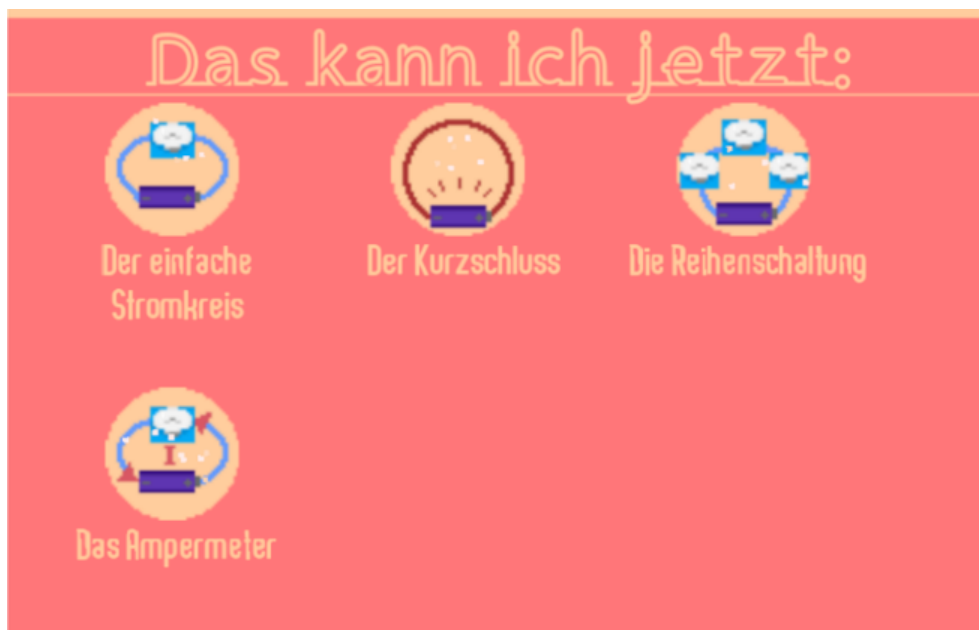 Das kann ich jetzt:
Der einfache
Stromkreis
Der Kurzschluss
Die Reihenschaltung
I
Das Ampermeter